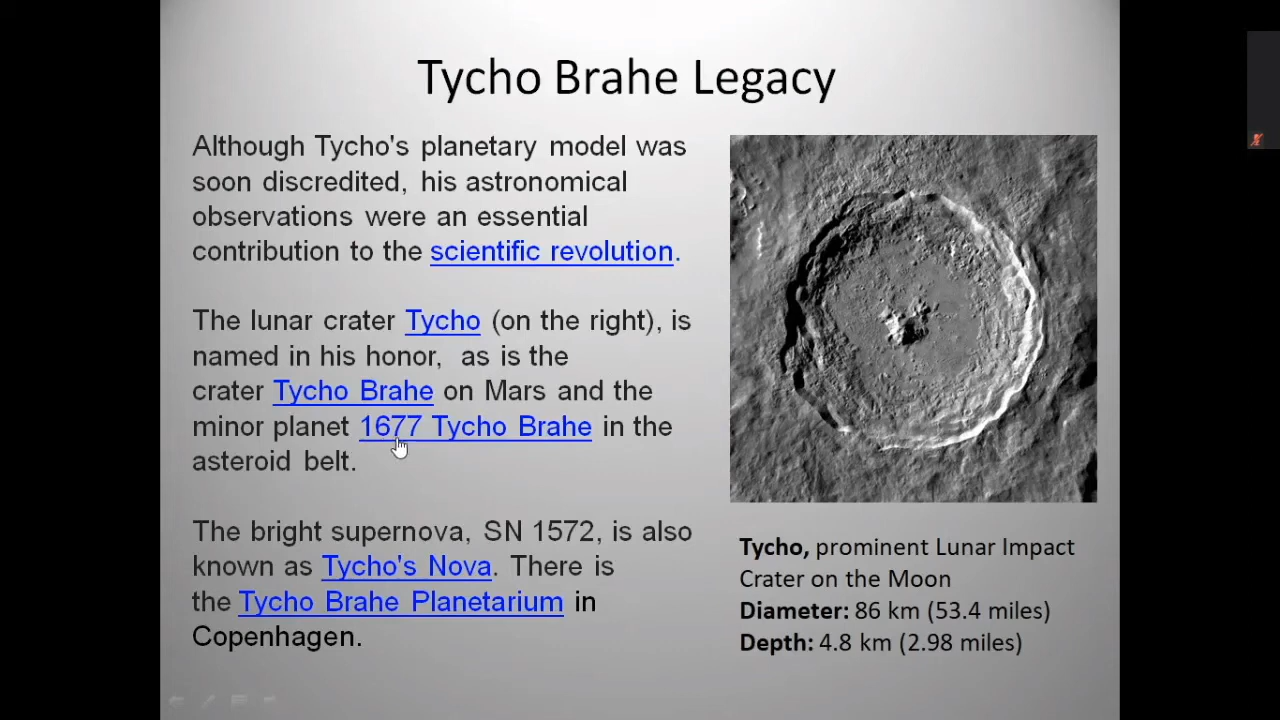 Tycho Brahe Legacy
Although Tycho's planetary model was
soon discredited, his astronomical
observations were an essential
contribution to the scientific revolution.
The lunar crater Tycho (on the right), is
named in his honor, as is the
crater Tycho Brahe on Mars and the
minor planet 1677 Tycho Brahe in the
asteroid belt.
The bright supernova, SN 1572, is also
known as Tycho's Nova. There is
the Tycho Brahe Planetarium in
Copenhagen.
Tycho, prominent Lunar Impact
Crater on the Moon
Diameter: 86 km (53.4 miles)
Depth: 4.8 km (2.98 miles)